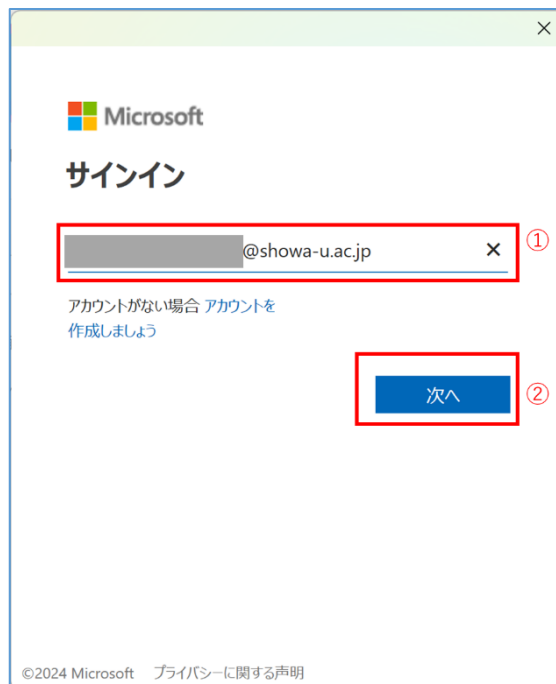 Microsoft
サインイン
@showa-u.ac.jp
①
アカウントがない場合 アカウントを
作成しましょう
次へ
②
©2024 Microsoft プライバシーに関する声明